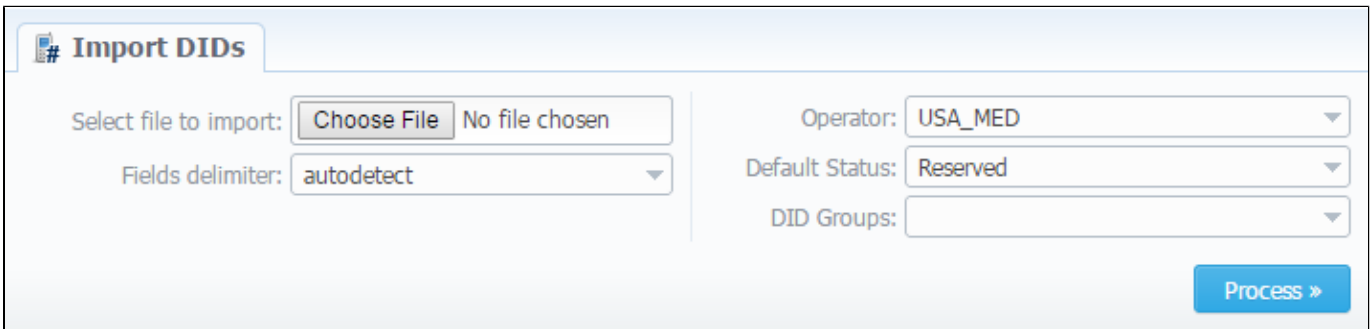 Import DIDs
Select file to import: Choose File No file chosen
Fields delimiter: autodetect
Operator: USA_MED
Default Status: Reserved
DID Groups:
Process »